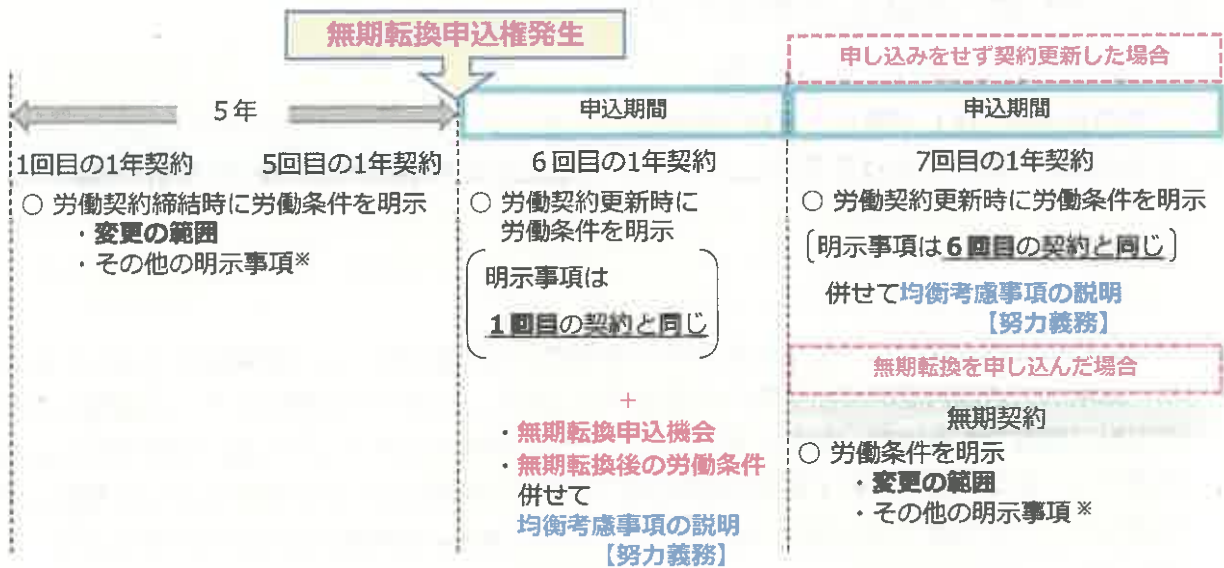 無期転換申込権発生
申し込みをせず契約更新した場合
5年
申込期間
申込期間
1回目の1年契約
5回目の1年契約
6回目の1年契約
7回目の1年契約
○ 労働契約締結時に労働条件を明示
・変更の範囲
・その他の明示事項※
○ 労働契約更新時に
労働条件を明示
明示事項は
1回目の契約と同じ
+
・無期転換申込機会
・無期転換後の労働条件
併せて
均衡考慮事項の説明
【努力義務】
○ 労働契約更新時に労働条件を明示
〔明示事項は6回目の契約と同じ〕
併せて均衡考慮事項の説明
【努力義務】
無期転換を申し込んだ場合
無期契約
○ 労働条件を明示
・変更の範囲
・その他の明示事項※